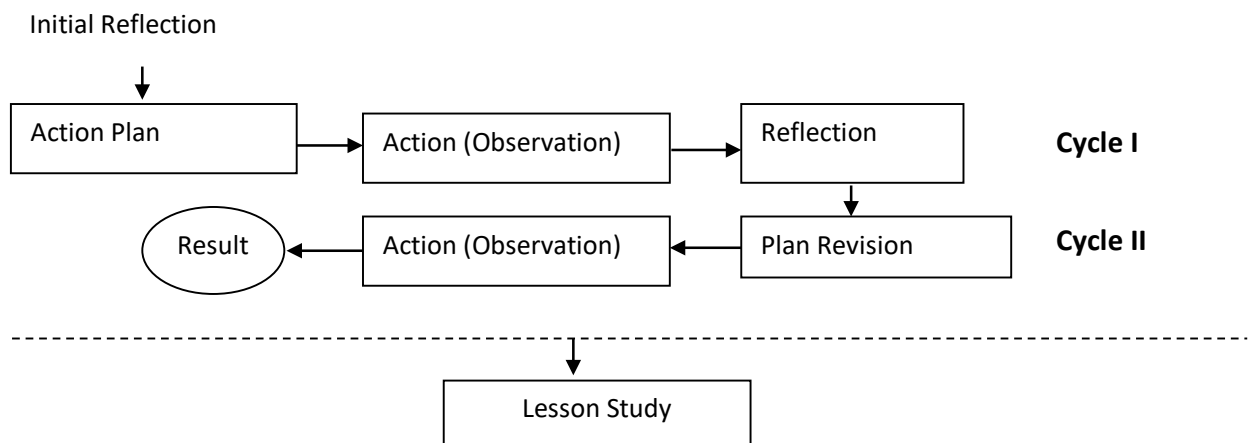 Initial Reflection
Action Plan
Action (Observation)
Reflection
Cycle I
Result
Action (Observation)
Plan Revision
Cycle II
Lesson Study